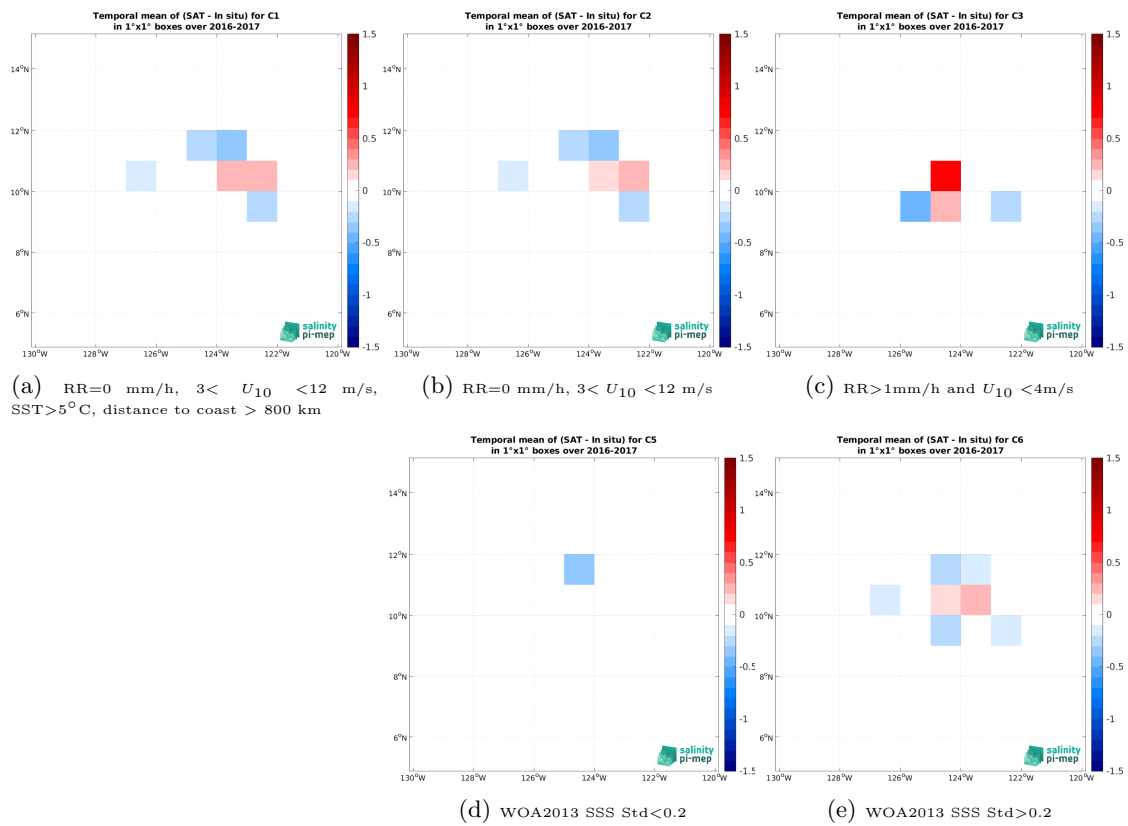 Temporal mean of (SAT - In situ) for C1
in 1°x1° boxes over 2016-2017
14°N
12°N
10°N
8°N
6°N
130°W 128°W 126°W 124°W 122°W 120°W
1.5
1
0.5
0
-0.5
-1
-1.5
salinity
pi-mep
(a) RR=0 mm/h, 3< U10 <12 m/s,
SST>5°C, distance to coast > 800 km
Temporal mean of (SAT - In situ) for C2
in 1°x1° boxes over 2016-2017
14°N
12°N
10°N
8°N
6°N
130°W 128°W 126°W 124°W 122°W 120°W
1.5
1
0.5
0
-0.5
-1
-1.5
salinity
pi-mep
(b) RR=0 mm/h, 3< U10 <12 m/s
Temporal mean of (SAT - In situ) for C3
in 1°x1° boxes over 2016-2017
14°N
12°N
10°N
8°N
6°N
130°W 128°W 126°W 124°W 122°W 120°W
1.5
1
0.5
0
-0.5
-1
-1.5
salinity
pi-mep
(c) RR>1mm/h and U10 <4m/s
Temporal mean of (SAT - In situ) for C5
in 1°x1° boxes over 2016-2017
14°N
12°N
10°N
8°N
6°N
130°W 128°W 126°W 124°W 122°W 120°W
1.5
1
0.5
0
-0.5
-1
-1.5
salinity
pi-mep
(d) WOA2013 SSS Std<0.2
Temporal mean of (SAT - In situ) for C6
in 1°x1° boxes over 2016-2017
14°N
12°N
10°N
8°N
6°N
130°W 128°W 126°W 124°W 122°W 120°W
1.5
1
0.5
0
-0.5
-1
-1.5
salinity
pi-mep
(e) WOA2013 SSS Std>0.2